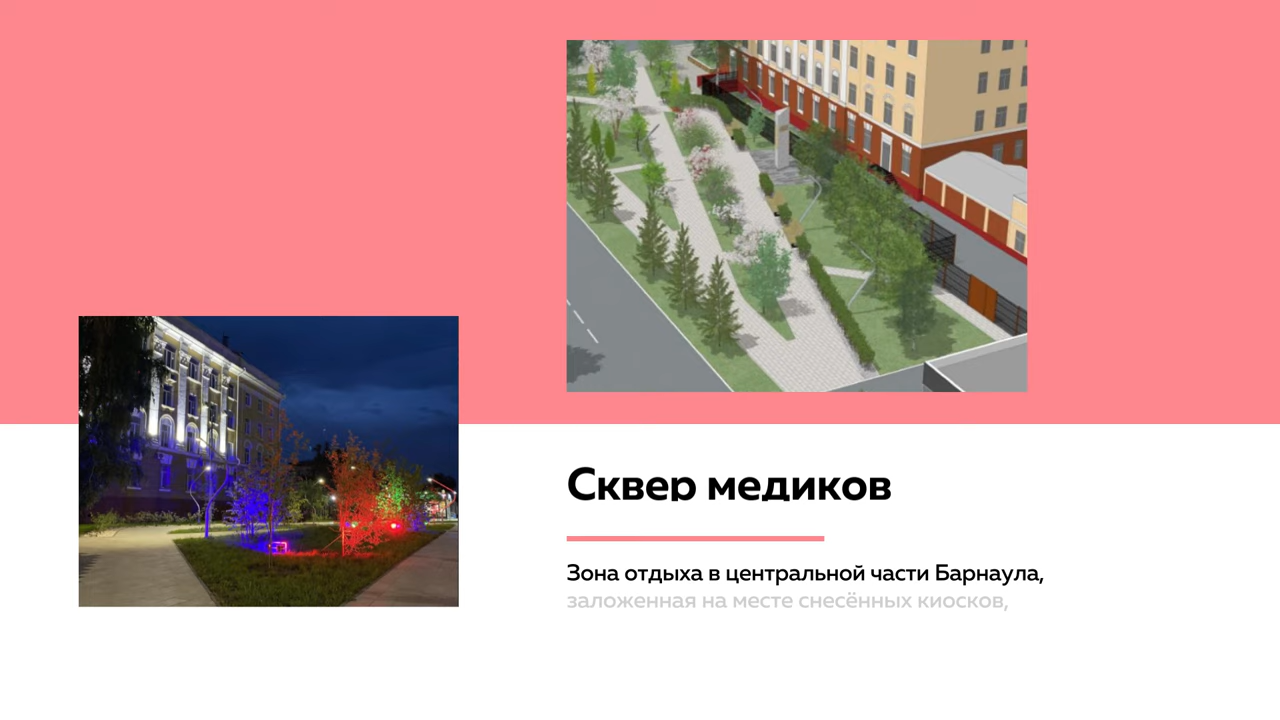 Сквер медиков
Зона отдыха в центральной части Барнаула,
заложенная на месте снесённых киосков,